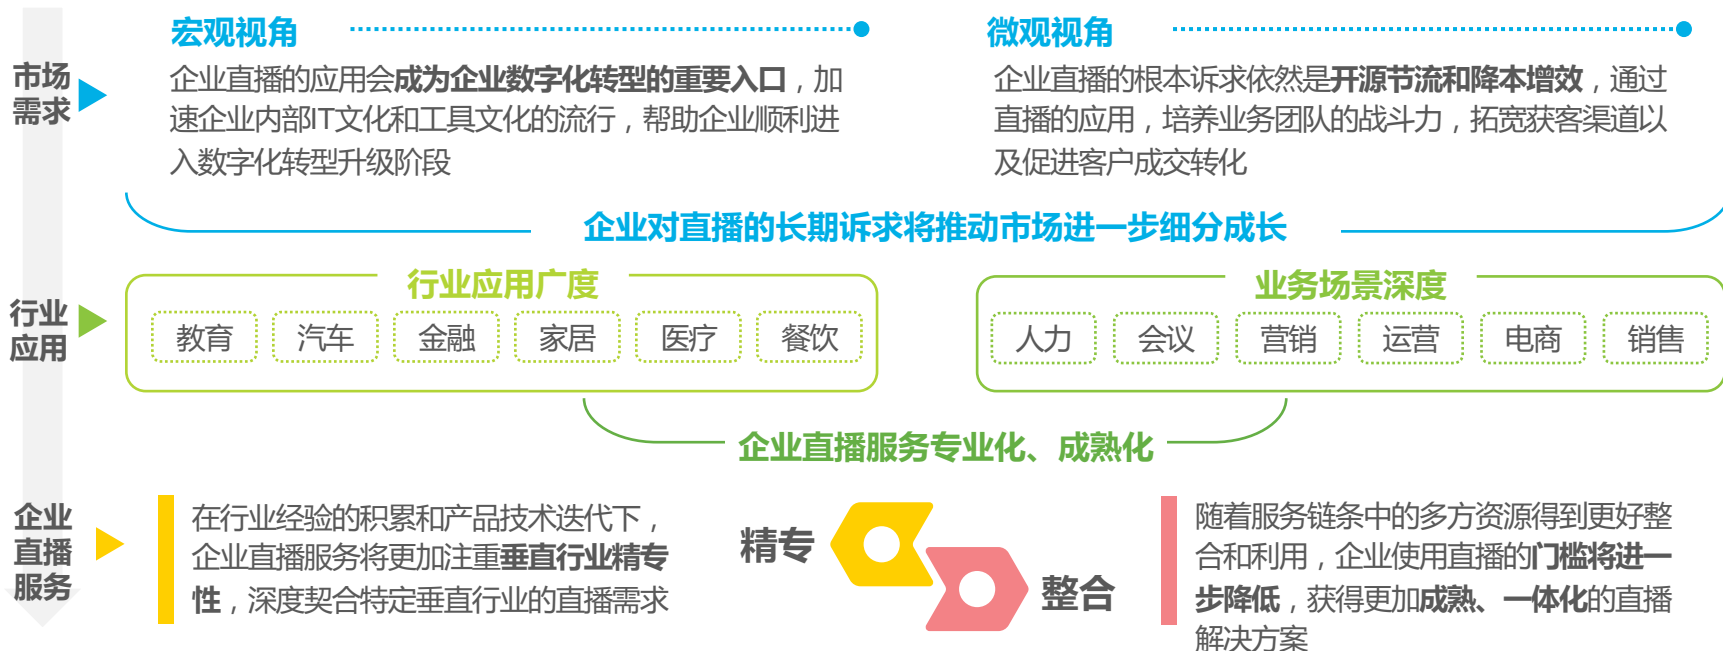 宏观视角
微观视角
市场
需求
企业直播的应用会成为企业数字化转型的重要入口，加
速企业内部IT文化和工具文化的流行，帮助企业顺利进
入数字化转型升级阶段
企业直播的根本诉求依然是开源节流和降本增效，通过
直播的应用，培养业务团队的战斗力，拓宽获客渠道以
及促进客户成交转化
企业对直播的长期诉求将推动市场进一步细分成长
行业
应用
行业应用广度
教育 汽车 金融 家居 医疗 餐饮
业务场景深度
人力 会议 营销 运营 电商 销售
企业直播服务专业化、成熟化
企业
直播
服务
在行业经验的积累和产品技术迭代下，
企业直播服务将更加注重垂直行业精专
性，深度契合特定垂直行业的直播需求
精专
整合
随着服务链条中的多方资源得到更好整
合和利用，企业使用直播的门槛将进一
步降低，获得更加成熟、一体化的直播
解决方案